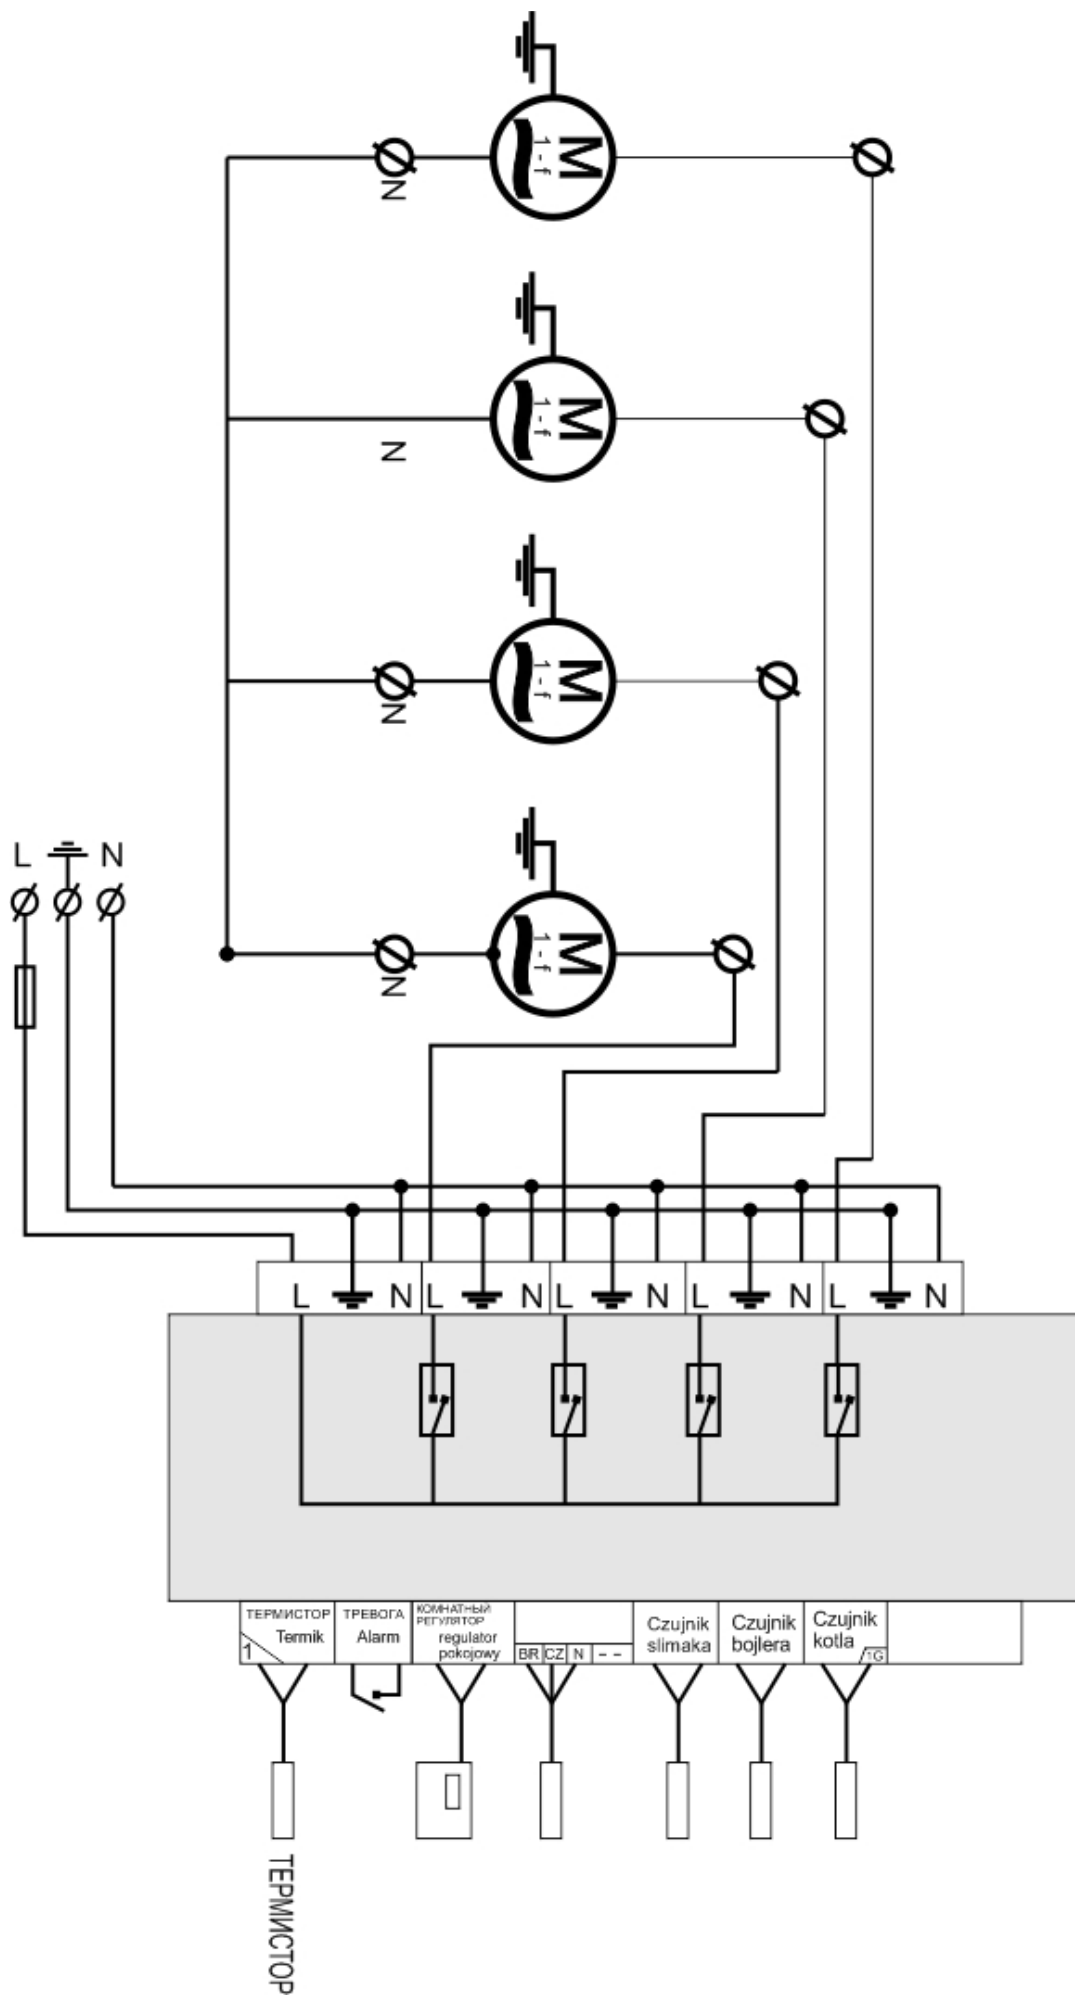 M
1 - f
N
M
1 - f
N
M
1 - f
N
L N
M
1 - f
N
L N L N L N L N L N
ТЕРМИСТОР
Termik
1
ТРЕВОГА
Alarm
КОМНАТНЫЙ
РЕГУЛЯТОР
regulator
pokojowy
BR CZ N - -
Czujnik
slimaka
Czujnik
bojlera
Czujnik
kotla
1G
ТЕРМИСТОР